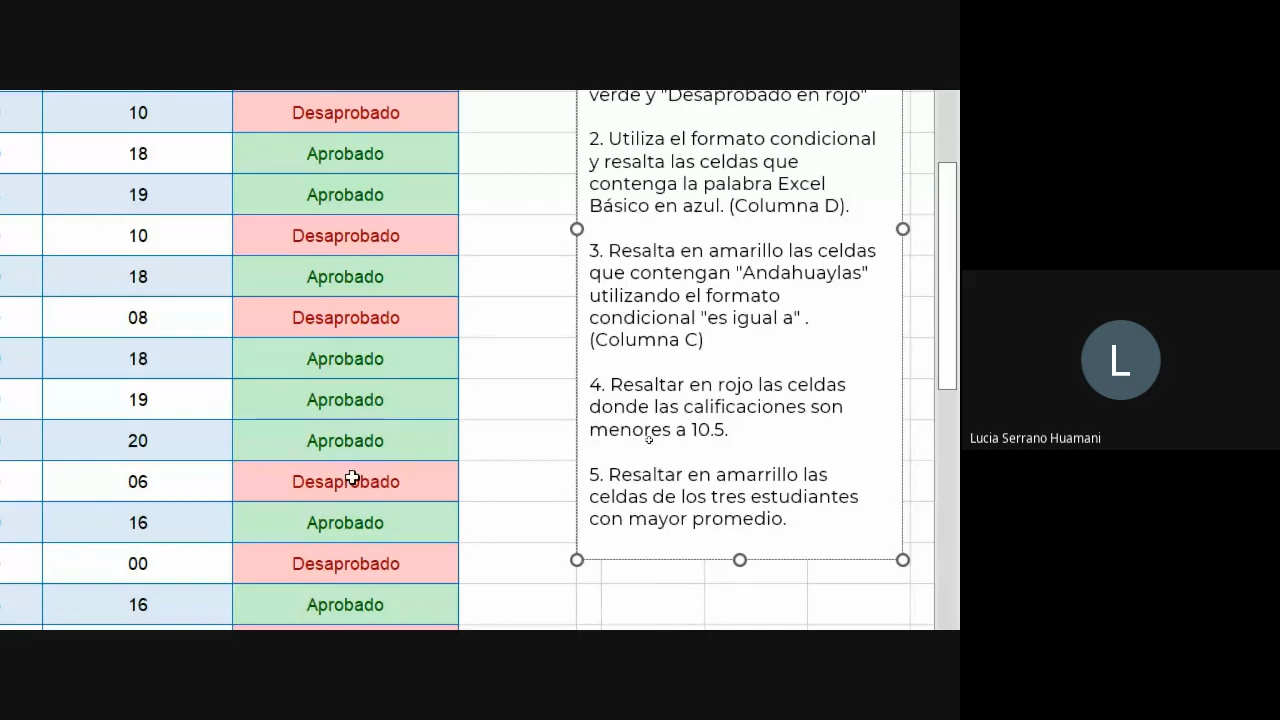 10 Desaprobado
18 Aprobado
19 Aprobado
10 Desaprobado
18 Aprobado
08 Desaprobado
18 Aprobado
19 Aprobado
20 Aprobado
06 Desaprobado
16 Aprobado
00 Desaprobado
16 Aprobado
verde y "Desaprobado en rojo"
2. Utiliza el formato condicional
y resalta las celdas que
contenga la palabra Excel
Básico en azul. (Columna D).
3. Resalta en amarillo las celdas
que contengan "Andahuaylas"
utilizando el formato
condicional "es igual a" .
(Columna C)
4. Resaltar en rojo las celdas
donde las calificaciones son
menores a 10.5.
5. Resaltar en amarrillo las
celdas de los tres estudiantes
con mayor promedio.
L
Lucia Serrano Huamani